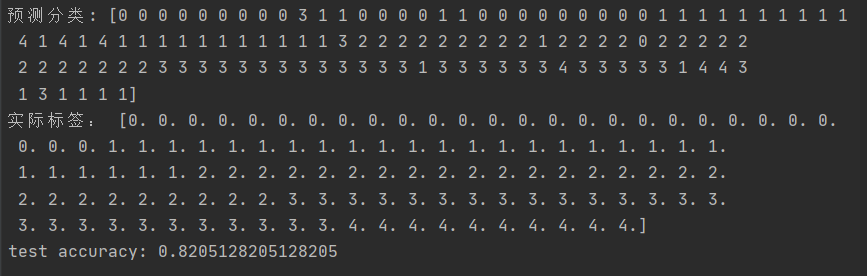 预测分类：[0 0 0 0 0 0 0 0 0 3 1 1 0 0 0 0 1 1 0 0 0 0 0 0 0 0 0 1 1 1 1 1 1 1 1 1 1
4 1 4 1 4 1 1 1 1 1 1 1 1 1 1 1 3 2 2 2 2 2 2 2 2 2 1 2 2 2 2 0 2 2 2 2 2
2 2 2 2 2 2 2 3 3 3 3 3 3 3 3 3 3 3 3 3 1 3 3 3 3 3 3 4 3 3 3 3 3 1 4 4 3
1 3 1 1 1 1]
实际标签： [0. 0. 0. 0. 0. 0. 0. 0. 0. 0. 0. 0. 0. 0. 0. 0. 0. 0. 0. 0. 0. 0. 0. 0.
0. 0. 0. 1. 1. 1. 1. 1. 1. 1. 1. 1. 1. 1. 1. 1. 1. 1. 1. 1. 1. 1. 1. 1.
1. 1. 1. 1. 1. 1. 2. 2. 2. 2. 2. 2. 2. 2. 2. 2. 2. 2. 2. 2. 2. 2. 2. 2.
2. 2. 2. 2. 2. 2. 2. 2. 2. 3. 3. 3. 3. 3. 3. 3. 3. 3. 3. 3. 3. 3. 3. 3.
3. 3. 3. 3. 3. 3. 3. 3. 3. 3. 3. 4. 4. 4. 4. 4. 4. 4. 4. 4. 4.]
test accuracy: 0.8205128205128205